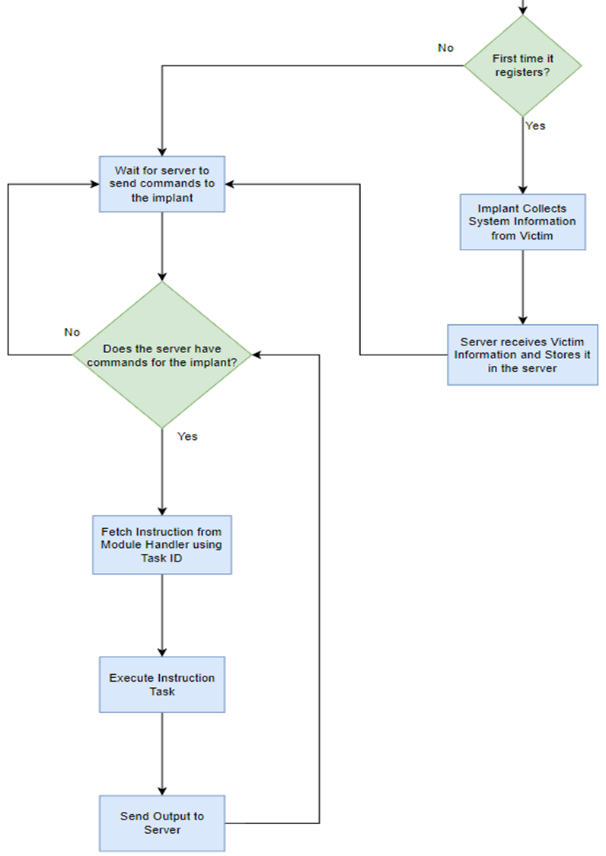 No
First time it
registers?
Yes
Wait for server to
send commands to
the implant
Implant Collects
System Information
from Victim
No
Does the server have
commands for the implant?
Server receives Victim
Information and Stores it
in the server
Yes
Fetch Instruction from
Module Handler using
Task ID
Execute Instruction
Task
Send Output to
Server